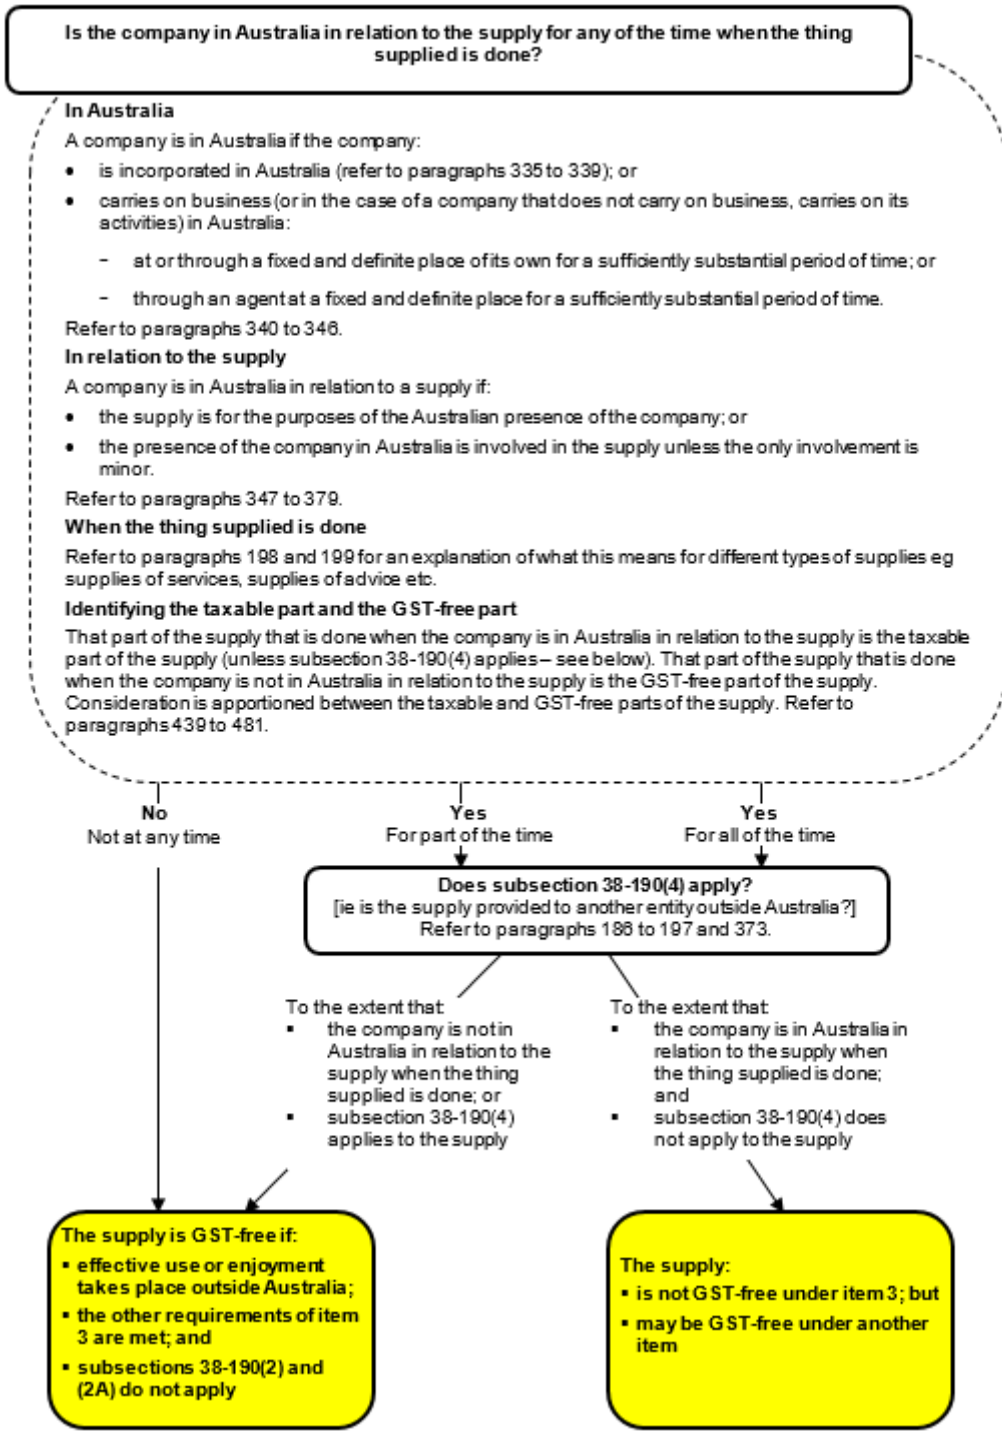 Is the company in Australia in relation to the supply for any of the time when the thing
supplied is done?
In Australia
A company is in Australia if the company:
• is incorporated in Australia (refer to paragraphs 335 to 339); or
• carries on business (or in the case of a company that does not carry on business, carries on its
activities) in Australia:
− at or through a fixed and definite place of its own for a sufficiently substantial period of time; or
− through an agent at a fixed and definite place for a sufficiently substantial period of time.
Refer to paragraphs 340 to 346.
In relation to the supply
A company is in Australia in relation to a supply if:
• the supply is for the purposes of the Australian presence of the company; or
• the presence of the company in Australia is involved in the supply unless the only involvement is
minor.
Refer to paragraphs 347 to 379.
When the thing supplied is done
Refer to paragraphs 198 and 199 for an explanation of what this means for different types of supplies eg
supplies of services, supplies of advice etc.
Identifying the taxable part and the GST-free part
That part of the supply that is done when the company is in Australia in relation to the supply is the taxable
part of the supply (unless subsection 38-190(4) applies – see below). That part of the supply that is done
when the company is not in Australia in relation to the supply is the GST-free part of the supply.
Consideration is apportioned between the taxable and GST-free parts of the supply. Refer to
paragraphs 439 to 481.
No
Not at any time
Yes
For part of the time
Yes
For all of the time
Does subsection 38-190(4) apply?
[ie is the supply provided to another entity outside Australia?]
Refer to paragraphs 186 to 197 and 373.
To the extent that:
▪ the company is not in
Australia in relation to the
supply when the thing
supplied is done; or
▪ subsection 38-190(4)
applies to the supply
To the extent that:
▪ the company is in Australia in
relation to the supply when
the thing supplied is done;
and
▪ subsection 38-190(4) does
not apply to the supply
The supply is GST-free if:
▪ effective use or enjoyment
takes place outside Australia;
▪ the other requirements of item
3 are met; and
▪ subsections 38-190(2) and
(2A) do not apply
The supply:
▪ is not GST-free under item 3; but
▪ may be GST-free under another
item